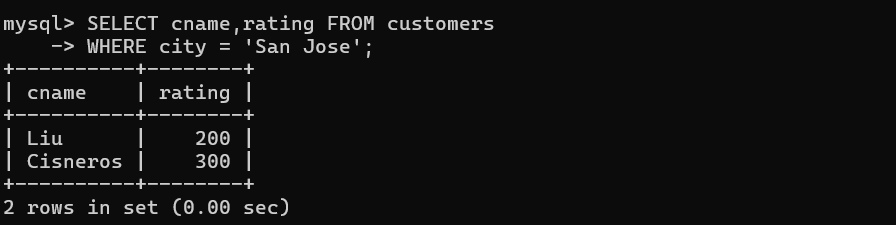 mysql> SELECT cname,rating FROM customers
    -> WHERE city = 'San Jose';
+----------+--------+
| cname    | rating |
+----------+--------+
| Liu      |    200 |
| Cisneros |    300 |
+----------+--------+
2 rows in set (0.00 sec)